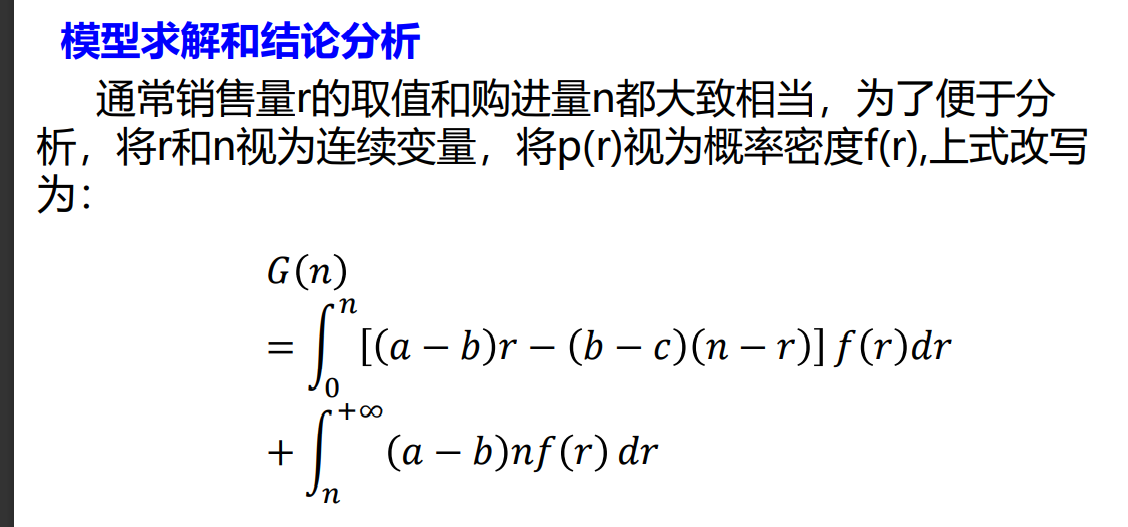 模型求解和结论分析
通常销售量r的取值和购进量n都大致相当，为了便于分
析，将r和n视为连续变量，将p(r)视为概率密度f(r),上式改写
为：
G(n)
= ∫₀ⁿ [(a − b)r − (b − c)(n − r)] f(r)dr
+ ∫ₙ⁺∞ (a − b)nf(r) dr